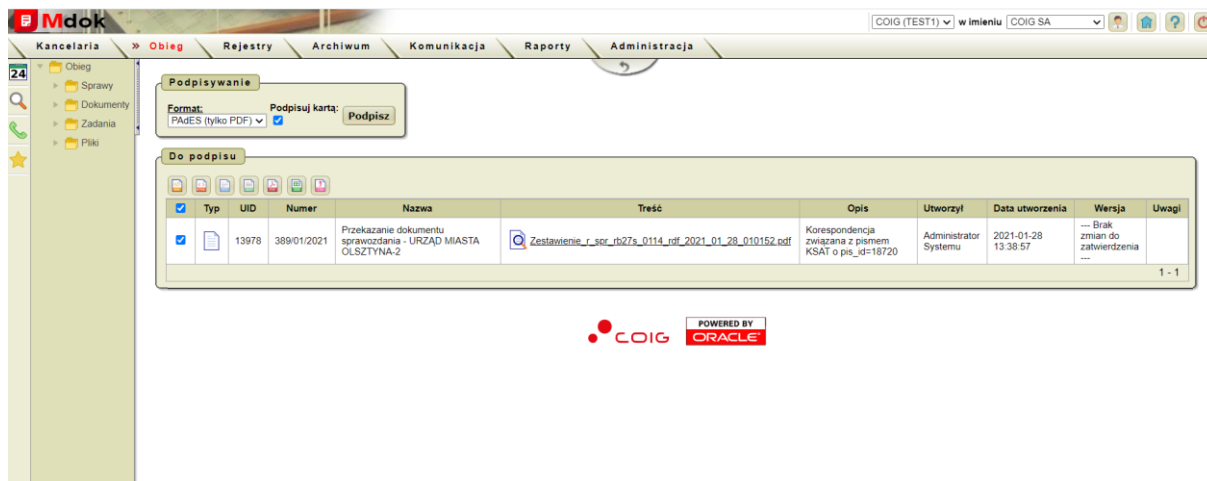 Mdok
COIG (TEST1) w imieniu COIG SA
Kancelaria » Obieg Rejestry Archiwum Komunikacja Raporty Administracja
24
Obieg
Sprawy
Dokumenty
Zadania
Pliki
Podpisywanie
Format: Podpisuj kartą:
PAdES (tylko PDF) Podpisz
Do podpisu
Typ UID Numer Nazwa Treść Opis Utworzył Data utworzenia Wersja Uwagi
13978 389/01/2021
Przekazanie dokumentu
sprawozdania - URZĄD MIASTA
OLSZTYNA-2
Zestawienie_r_spr_rb27s_0114_rdf_2021_01_28_010152.pdf
Korespondencja
związana z pismem
KSAT o pis_id=18720
Administrator
Systemu
2021-01-28
13:38:57
--- Brak
zmian do
zatwierdzenia
---
1 - 1
COIG
POWERED BY
ORACLE